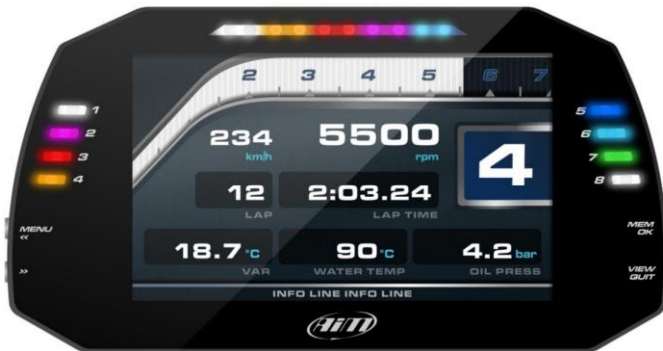 2 3 4 5 6 7
1
2
3
4
5
6
7
8
234 5500
km/h rpm
4
12 2:03.24
LAP LAP TIME
18.7 °C 90 °C 4.2 bar
VAR WATER TEMP OIL PRESS
INFO LINE INFO LINE
MENU
<<
>>
MEM
OK
VIEW
QUIT
AiM